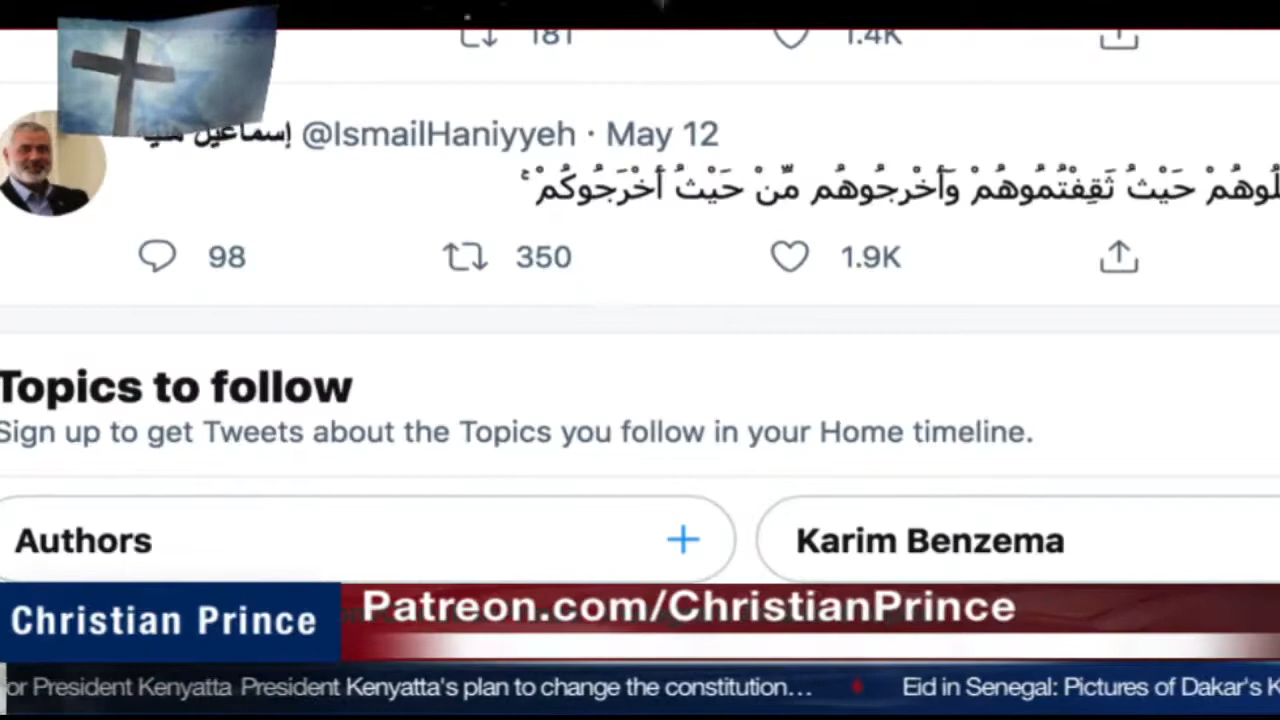 181 1.4K
إسماعيل هنية @IsmailHaniyyeh · May 12
حَيْثُ ثَقِفْتُمُوهُمْ وَأَخْرِجُوهُم مِّنْ حَيْثُ أَخْرَجُوكُمْ ۚ
98 350 1.9K
Topics to follow
Sign up to get Tweets about the Topics you follow in your Home timeline.
Authors + Karim Benzema
Christian Prince Patreon.com/ChristianPrince
or President Kenyatta President Kenyatta's plan to change the constitution... Eid in Senegal: Pictures of Dakar's K